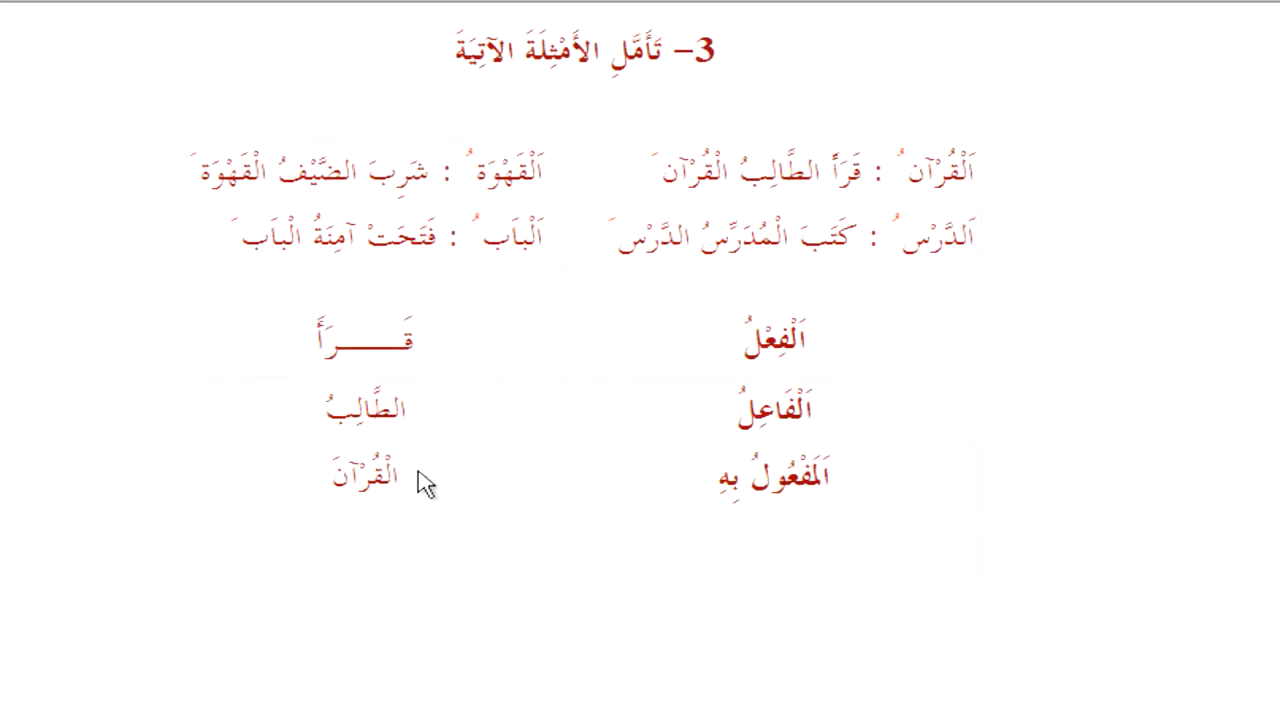 3- تَأَمَّلِ الأَمْثِلَةَ الآتِيَةَ
اَلْقُرْآنُ : قَرَأَ الطَّالِبُ الْقُرْآنَ اَلْقَهْوَةُ : شَرِبَ الضَّيْفُ الْقَهْوَةَ
اَلدَّرْسُ : كَتَبَ الْمُدَرِّسُ الدَّرْسَ اَلْبَابُ : فَتَحَتْ آمِنَةُ الْبَابَ
اَلْفِعْلُ قَــــــرَأَ
اَلْفَاعِلُ الطَّالِبُ
اَلَمَفْعُولُ بِهِ الْقُرْآنَ